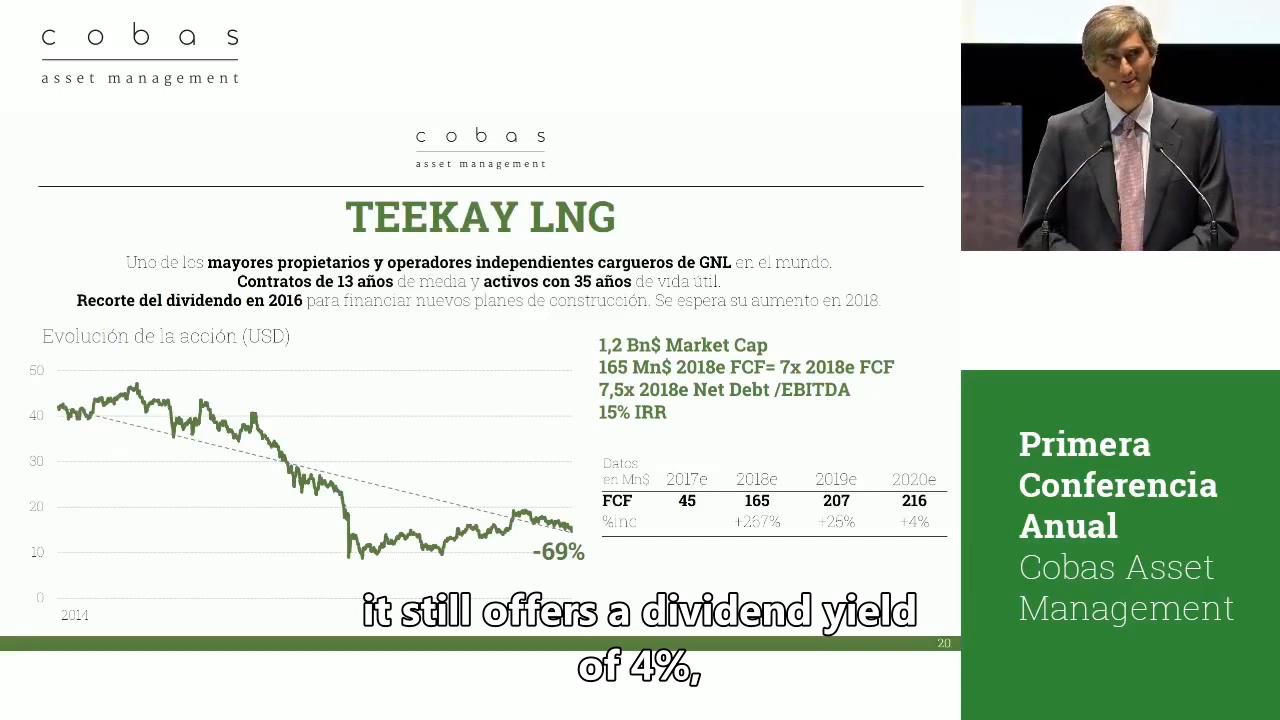 cobas
asset management
cobas
asset management
TEEKAY LNG
Uno de los mayores propietarios y operadores independientes cargueros de GNL en el mundo.
Contratos de 13 años de media y activos con 35 años de vida útil.
Recorte del dividendo en 2016 para financiar nuevos planes de construcción. Se espera su aumento en 2018.
Evolución de la acción (USD)
50
40
30
20
10
0
2014
-69%
1,2 Bn$ Market Cap
165 Mn$ 2018e FCF= 7x 2018e FCF
7,5x 2018e Net Debt /EBITDA
15% IRR
Datos
en Mn$ 2017e 2018e 2019e 2020e
FCF 45 165 207 216
%inc +267% +25% +4%
20
it still offers a dividend yield
of 4%,
Primera
Conferencia
Anual
Cobas Asset
Management